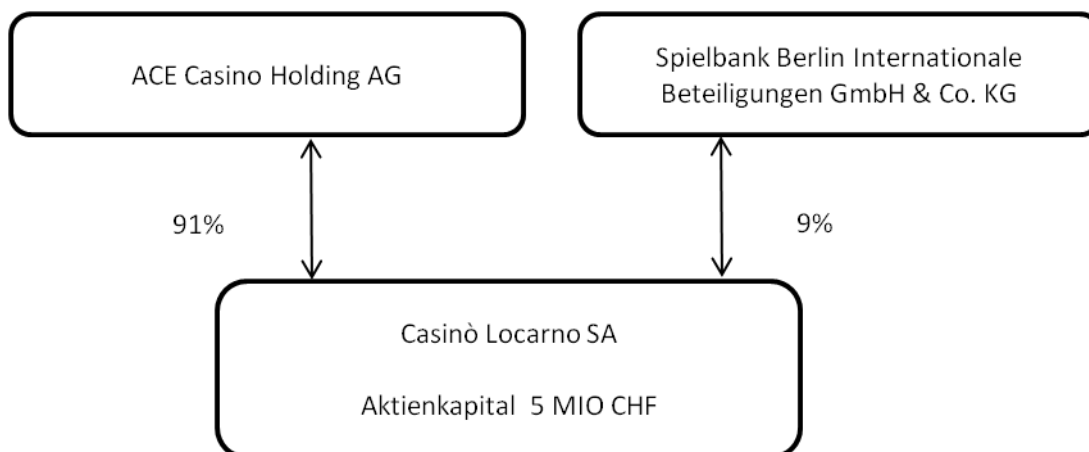 ACE Casino Holding AG
Spielbank Berlin Internationale
Beteiligungen GmbH & Co. KG
91%
9%
Casinò Locarno SA
Aktienkapital 5 MIO CHF